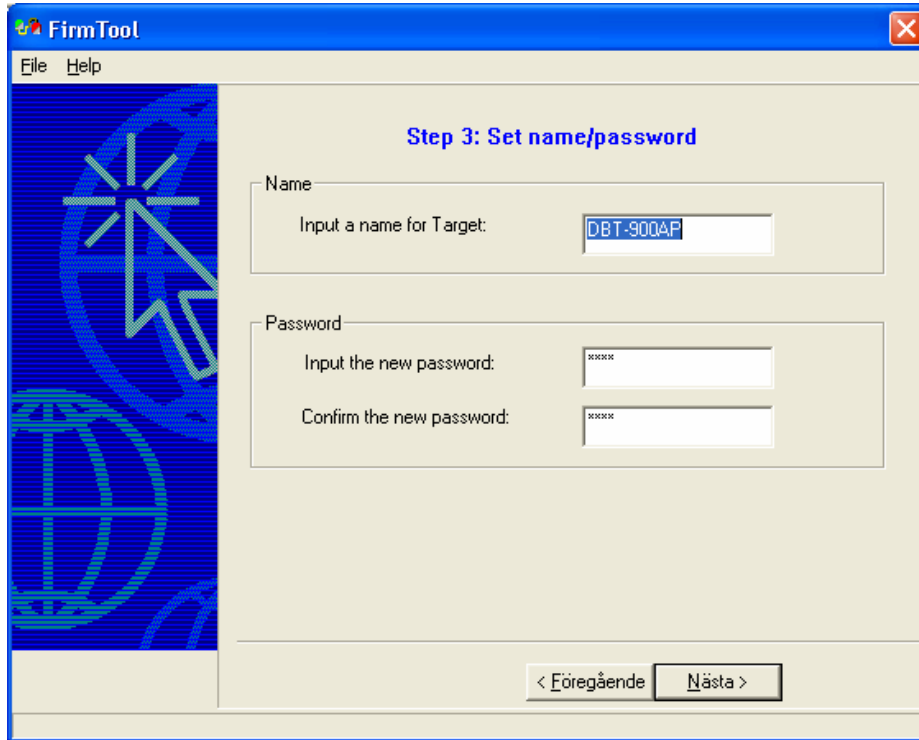 FirmTool
File Help
Step 3: Set name/password
Name
Input a name for Target:
DBT-900AP
Password
Input the new password:
****
Confirm the new password:
****
< Föregående
Nästa >